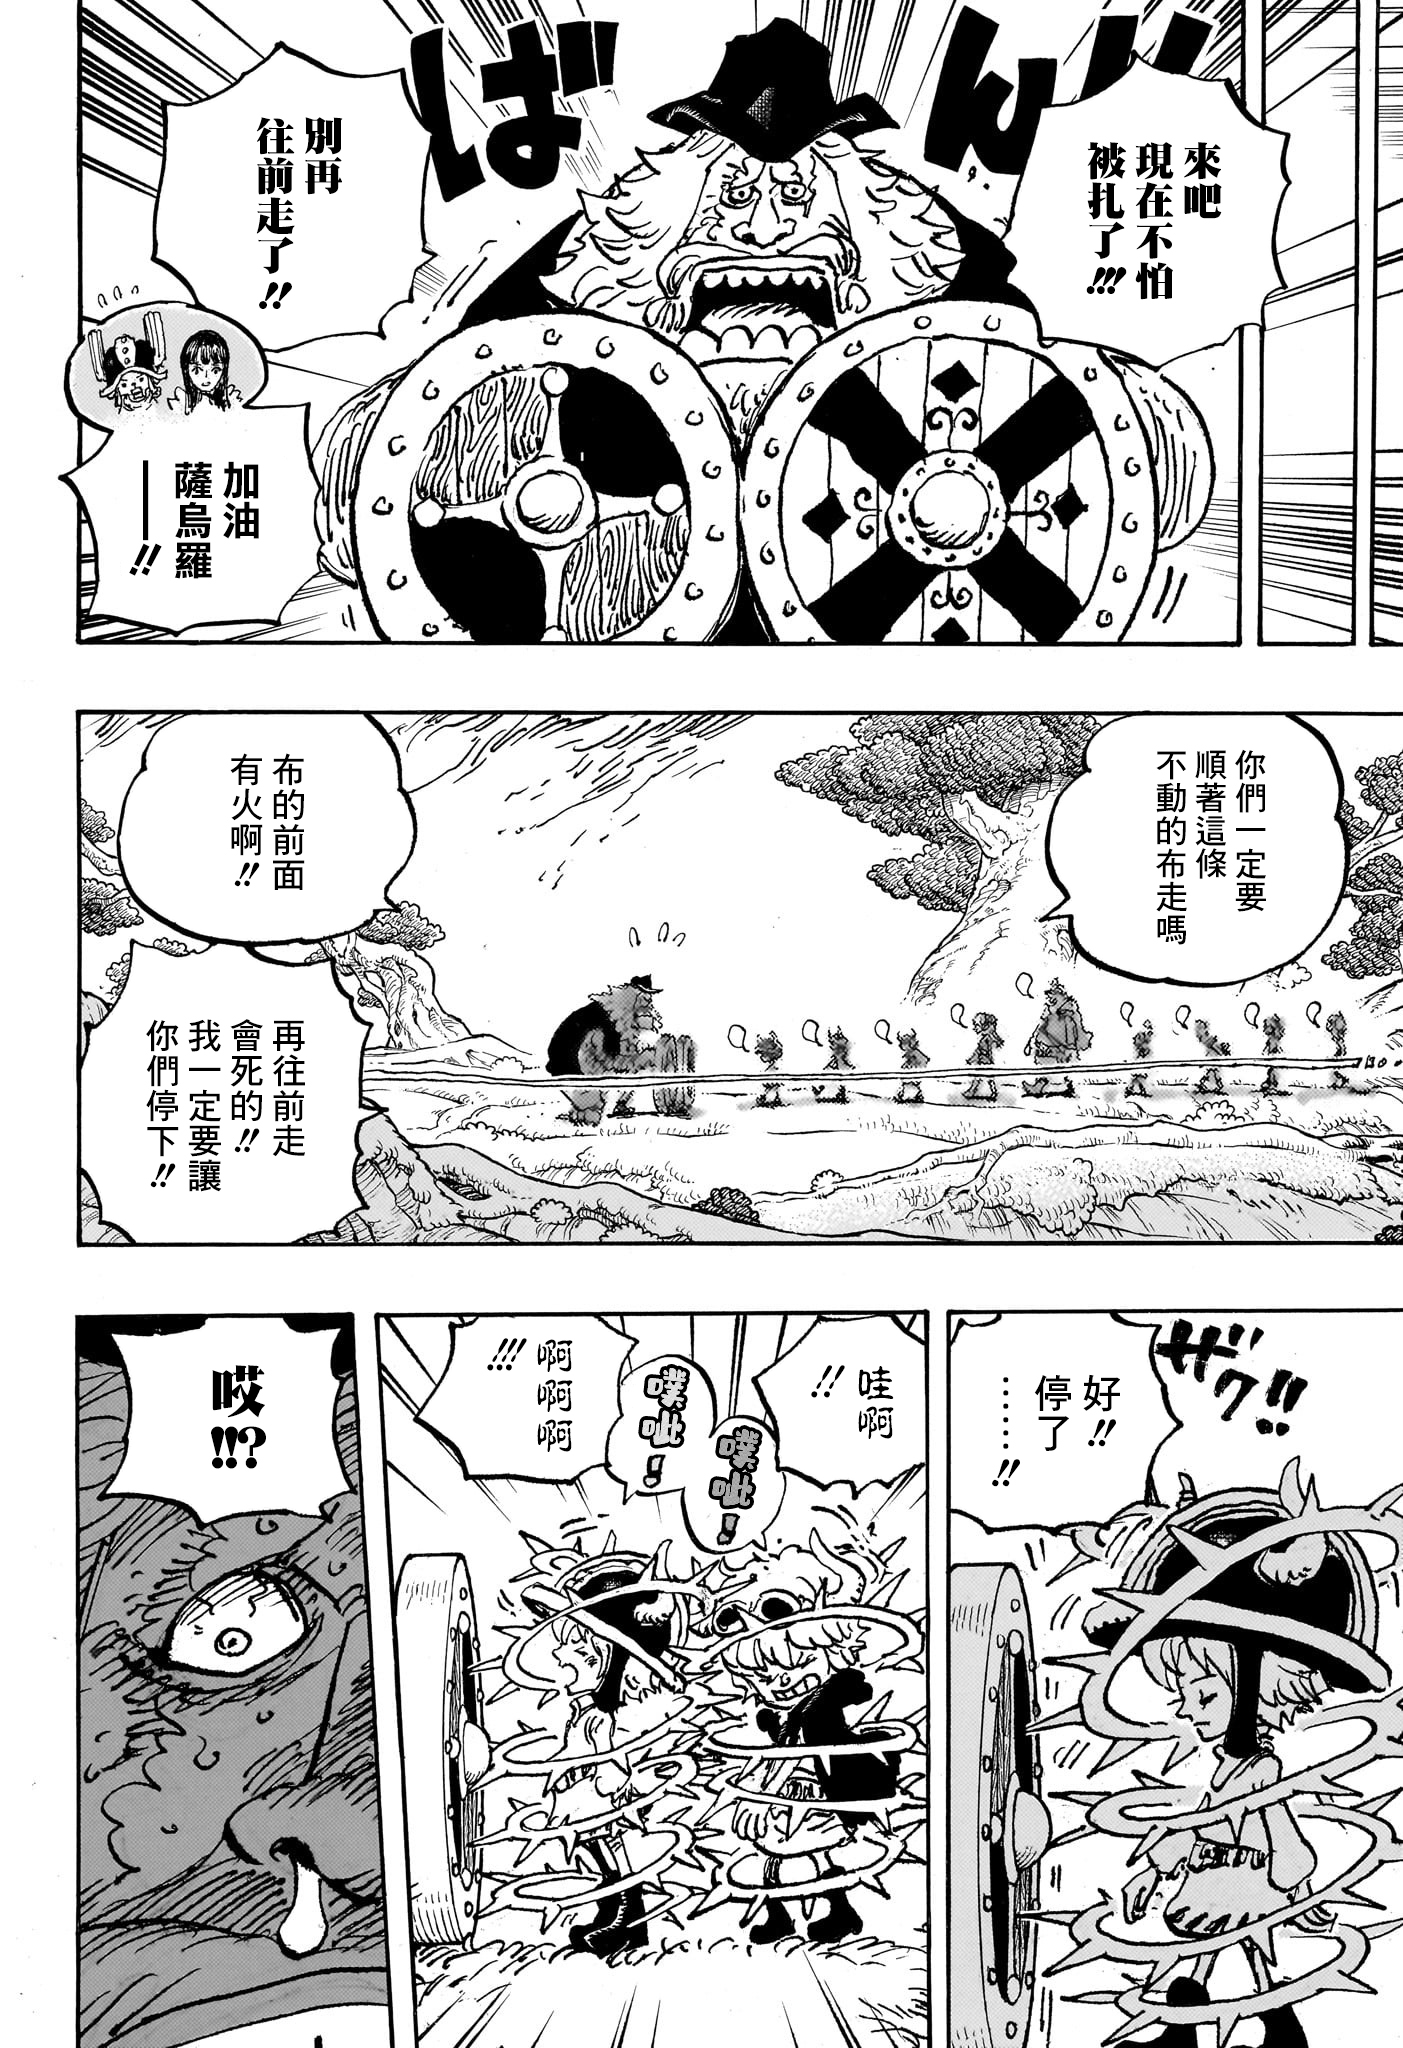 ばんっ
來吧
現在不怕
被扎了!!!
別再
往前走了!!
加油
薩烏羅
——!!
你們一定要
順著這條
不動的布走嗎
布的前面
有火啊!!
再往前走
會死的!!
我一定要讓
你們停下!!
ザザク!!
好!!
停了
……!!
哇啊
!!
噗呲!
噗呲!
啊啊啊
!!!
哎
!!!?